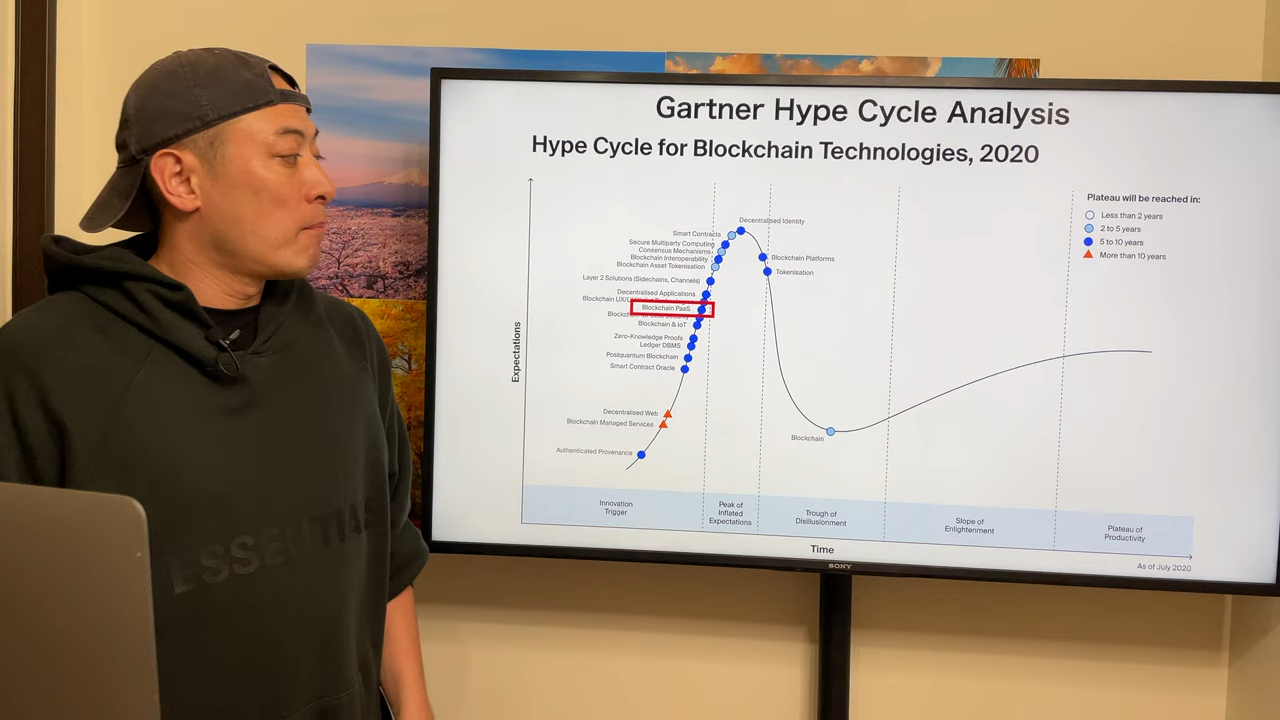 Gartner Hype Cycle Analysis
Hype Cycle for Blockchain Technologies, 2020
Plateau will be reached in:
Less than 2 years
2 to 5 years
5 to 10 years
More than 10 years
Decentralised Identity
Smart Contracts
Secure Multiparty Computing
Consensus Mechanisms
Blockchain Interoperability
Blockchain Asset Tokenisation
Blockchain Platforms
Tokenisation
Layer 2 Solutions (Sidechains, Channels)
Decentralised Applications
Blockchain
Blockchain PaaS
Blockchain & IoT
Zero-Knowledge Proofs
Ledger DBMS
Postquantum Blockchain
Smart Contract Oracle
Decentralised Web
Blockchain Managed Services
Authenticated Provenance
Blockchain
Expectations
Innovation
Trigger
Peak of
Inflated
Expectations
Trough of
Disillusionment
Slope of
Enlightenment
Plateau of
Productivity
Time
As of July 2020
SONY
ESSENTIALS